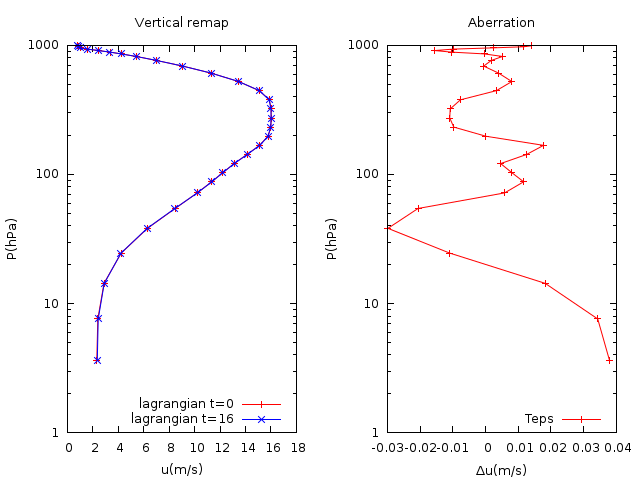 Vertical remap
1000
100
10
1
P(hPa)
lagrangian t=0
lagrangian t=16
0 2 4 6 8 10 12 14 16 18
u(m/s)
Aberration
1000
100
10
1
P(hPa)
Teps
-0.03 -0.02 -0.01 0 0.01 0.02 0.03 0.04
Δu(m/s)